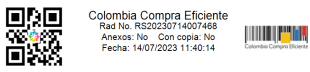 Colombia Compra Eficiente
Rad No. RS20230714007468
Anexos: No Con copia: No
Fecha: 14/07/2023 11:40:14
Colombia Compra Eficiente